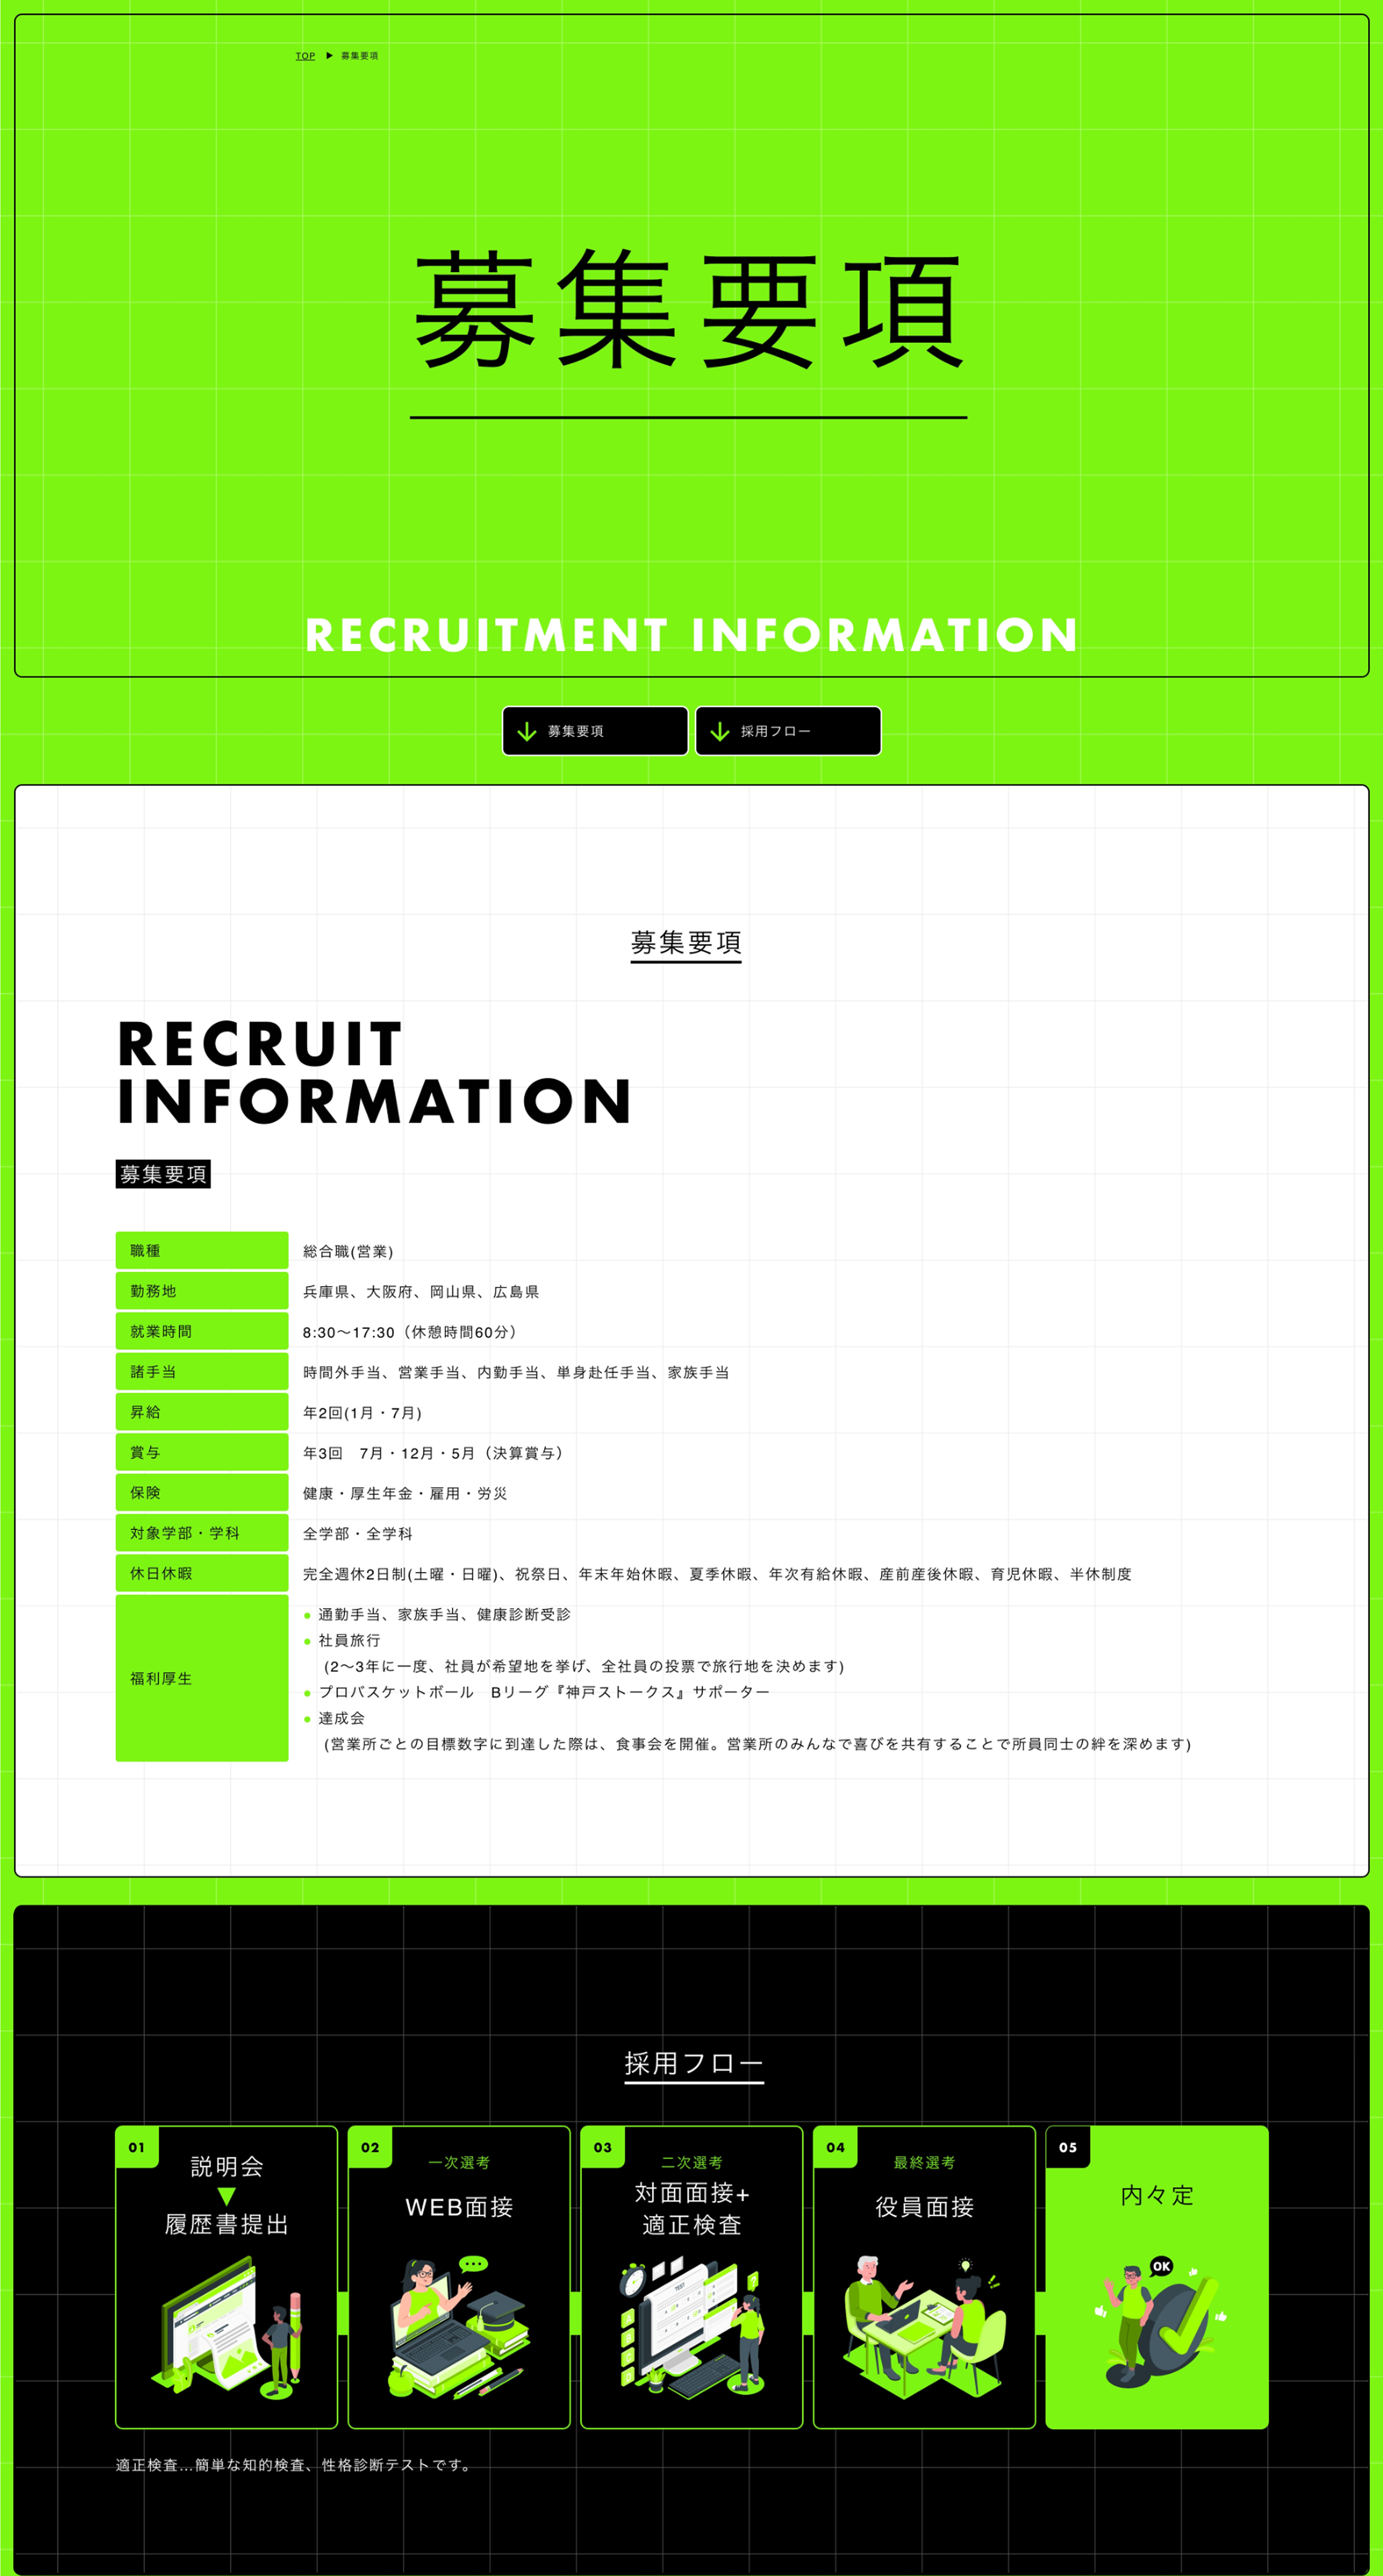 TOP ▶ 募集要項
募集要項
RECRUITMENT INFORMATION
募集要項
採用フロー
募集要項
RECRUIT
INFORMATION
募集要項
職種
総合職(営業)
勤務地
兵庫県、大阪府、岡山県、広島県
就業時間
8:30〜17:30（休憩時間60分）
諸手当
時間外手当、営業手当、内勤手当、単身赴任手当、家族手当
昇給
年2回(1月・7月)
賞与
年3回　7月・12月・5月（決算賞与）
保険
健康・厚生年金・雇用・労災
対象学部・学科
全学部・全学科
休日休暇
完全週休2日制(土曜・日曜)、祝祭日、年末年始休暇、夏季休暇、年次有給休暇、産前産後休暇、育児休暇、半休制度
福利厚生
通勤手当、家族手当、健康診断受診
社員旅行
(2〜3年に一度、社員が希望地を挙げ、全社員の投票で旅行地を決めます)
プロバスケットボール　Bリーグ『神戸ストークス』サポーター
達成会
(営業所ごとの目標数字に到達した際は、食事会を開催。営業所のみんなで喜びを共有することで所員同士の絆を深めます)
採用フロー
01
説明会
▼
履歴書提出
02
一次選考
WEB面接
03
二次選考
対面面接+
適正検査
TEST
04
最終選考
役員面接
05
内々定
OK
適正検査…簡単な知的検査、性格診断テストです。